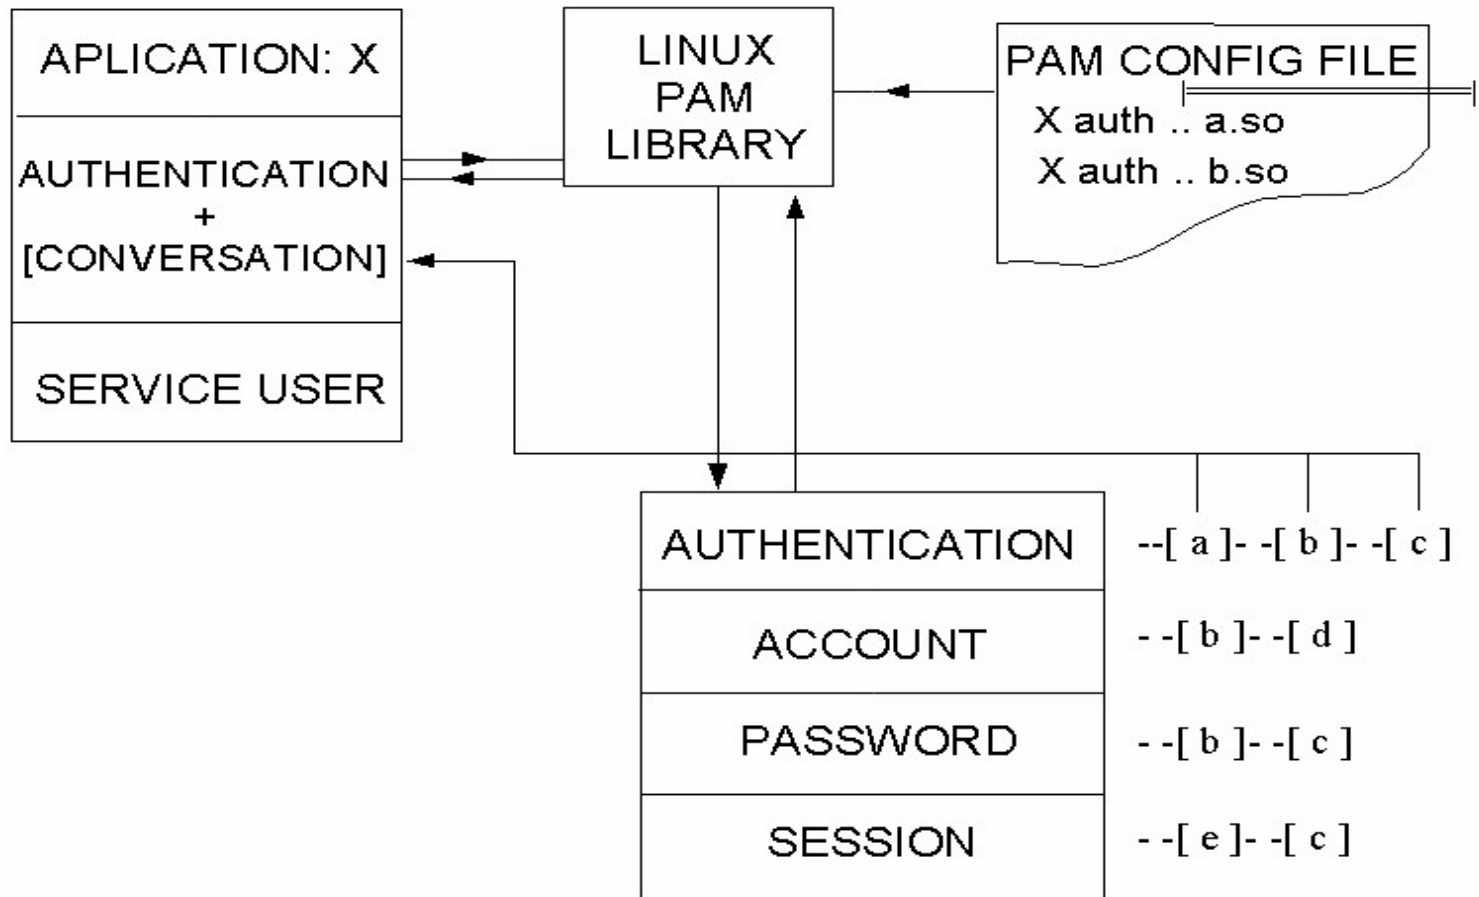 APLICATION: X
AUTHENTICATION
+
[CONVERSATION]
SERVICE USER
LINUX
PAM
LIBRARY
PAM CONFIG FILE
X auth .. a.so
X auth .. b.so
AUTHENTICATION --[ a ]- -[ b ]- -[ c ]
ACCOUNT - -[ b ]- -[ d ]
PASSWORD - -[ b ]- -[ c ]
SESSION - -[ e ]- -[ c ]